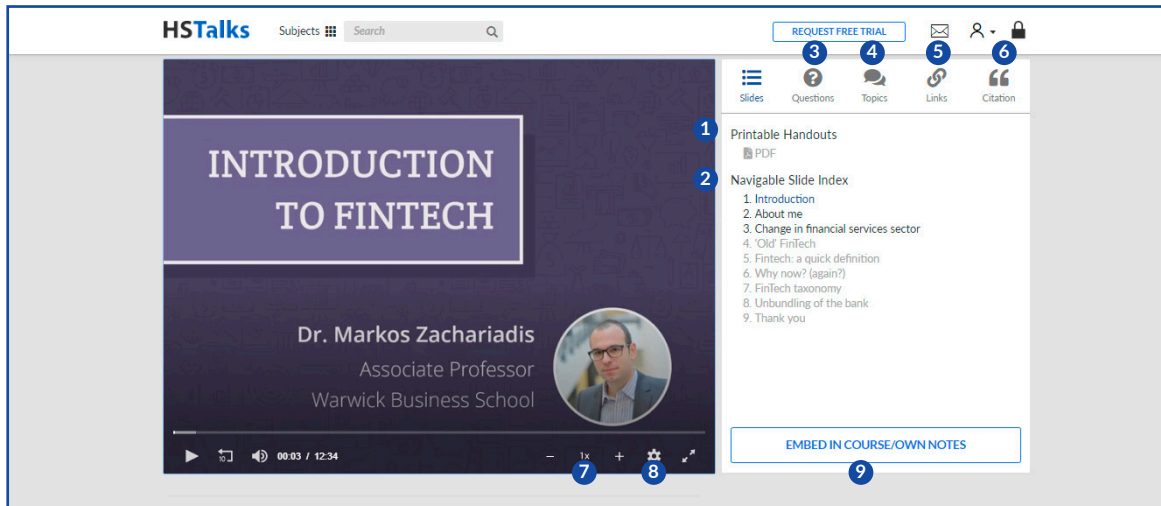 HSTalks Subjects Search REQUEST FREE TRIAL
3 4 5 6
Slides Questions Topics Links Citation
INTRODUCTION
TO FINTECH
Dr. Markos Zachariadis
Associate Professor
Warwick Business School
10 00:03 / 12:34 − 1x +
7 8
1 Printable Handouts
PDF
2 Navigable Slide Index
1. Introduction
2. About me
3. Change in financial services sector
4. 'Old' FinTech
5. Fintech: a quick definition
6. Why now? (again?)
7. FinTech taxonomy
8. Unbundling of the bank
9. Thank you
EMBED IN COURSE/OWN NOTES
9